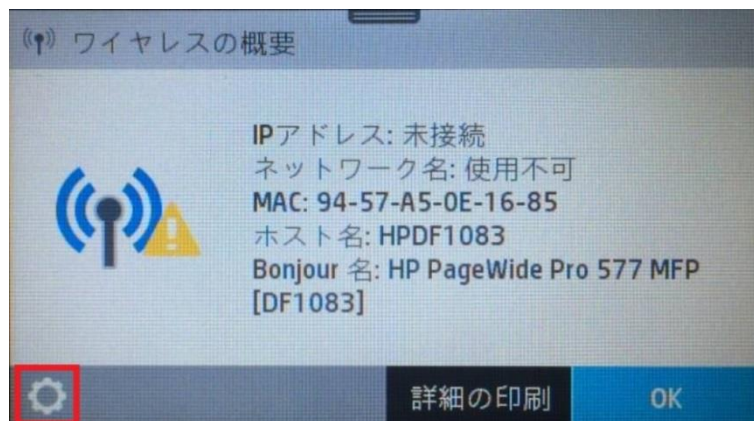 ワイヤレスの概要
IPアドレス: 未接続
ネットワーク名: 使用不可
MAC: 94-57-A5-0E-16-85
ホスト名: HPDF1083
Bonjour 名: HP PageWide Pro 577 MFP
[DF1083]
詳細の印刷 OK